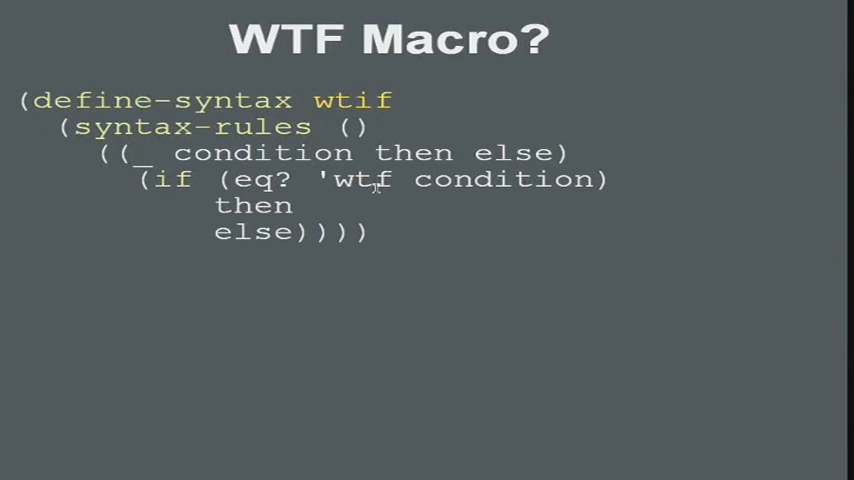 WTF Macro?
(define-syntax wtif
(syntax-rules ()
((_ condition then else)
(if (eq? 'wtf condition)
then
else))))